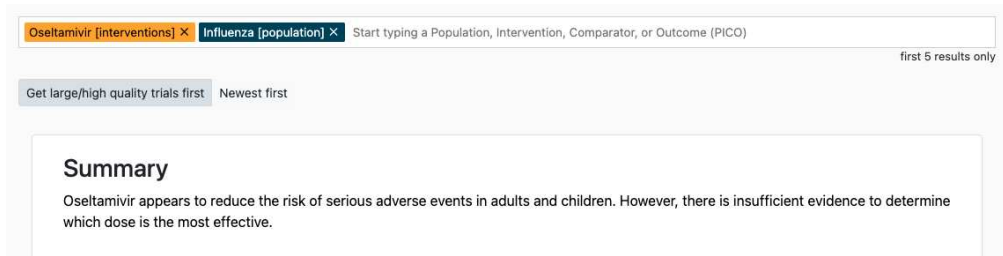 Oseltamivir [interventions] × Influenza [population] × Start typing a Population, Intervention, Comparator, or Outcome (PICO)
first 5 results only
Get large/high quality trials first Newest first
Summary
Oseltamivir appears to reduce the risk of serious adverse events in adults and children. However, there is insufficient evidence to determine
which dose is the most effective.